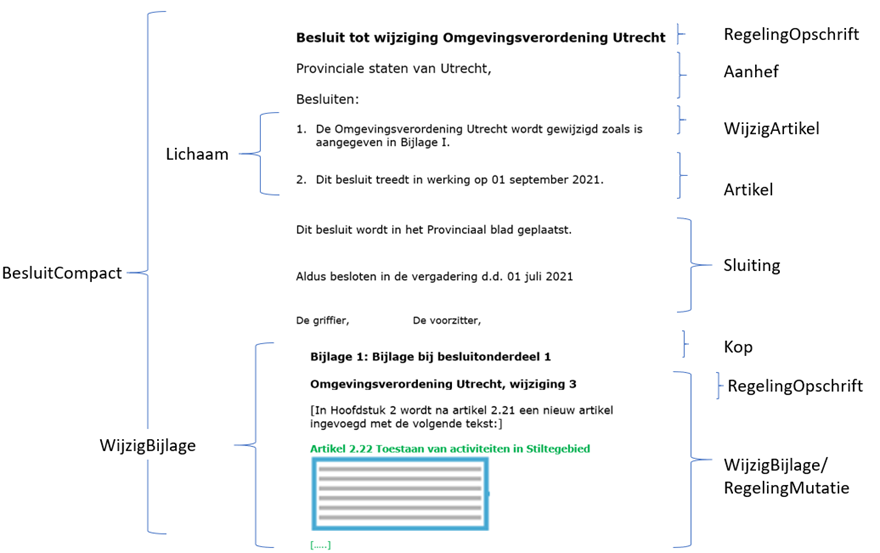 Besluit tot wijziging Omgevingsverordening Utrecht
RegelingOpschrift
Provinciale staten van Utrecht,
Aanhef
Besluiten:
1. De Omgevingsverordening Utrecht wordt gewijzigd zoals is
aangegeven in Bijlage I.
WijzigArtikel
Lichaam
2. Dit besluit treedt in werking op 01 september 2021.
Artikel
Dit besluit wordt in het Provinciaal blad geplaatst.
Sluiting
BesluitCompact
Aldus besloten in de vergadering d.d. 01 juli 2021
De griffier, De voorzitter,
Kop
Bijlage 1: Bijlage bij besluitonderdeel 1
Omgevingsverordening Utrecht, wijziging 3
RegelingOpschrift
[In Hoofdstuk 2 wordt na artikel 2.21 een nieuw artikel
ingevoegd met de volgende tekst:]
WijzigBijlage
Artikel 2.22 Toestaan van activiteiten in Stiltegebied
WijzigBijlage/
RegelingMutatie
[.....]